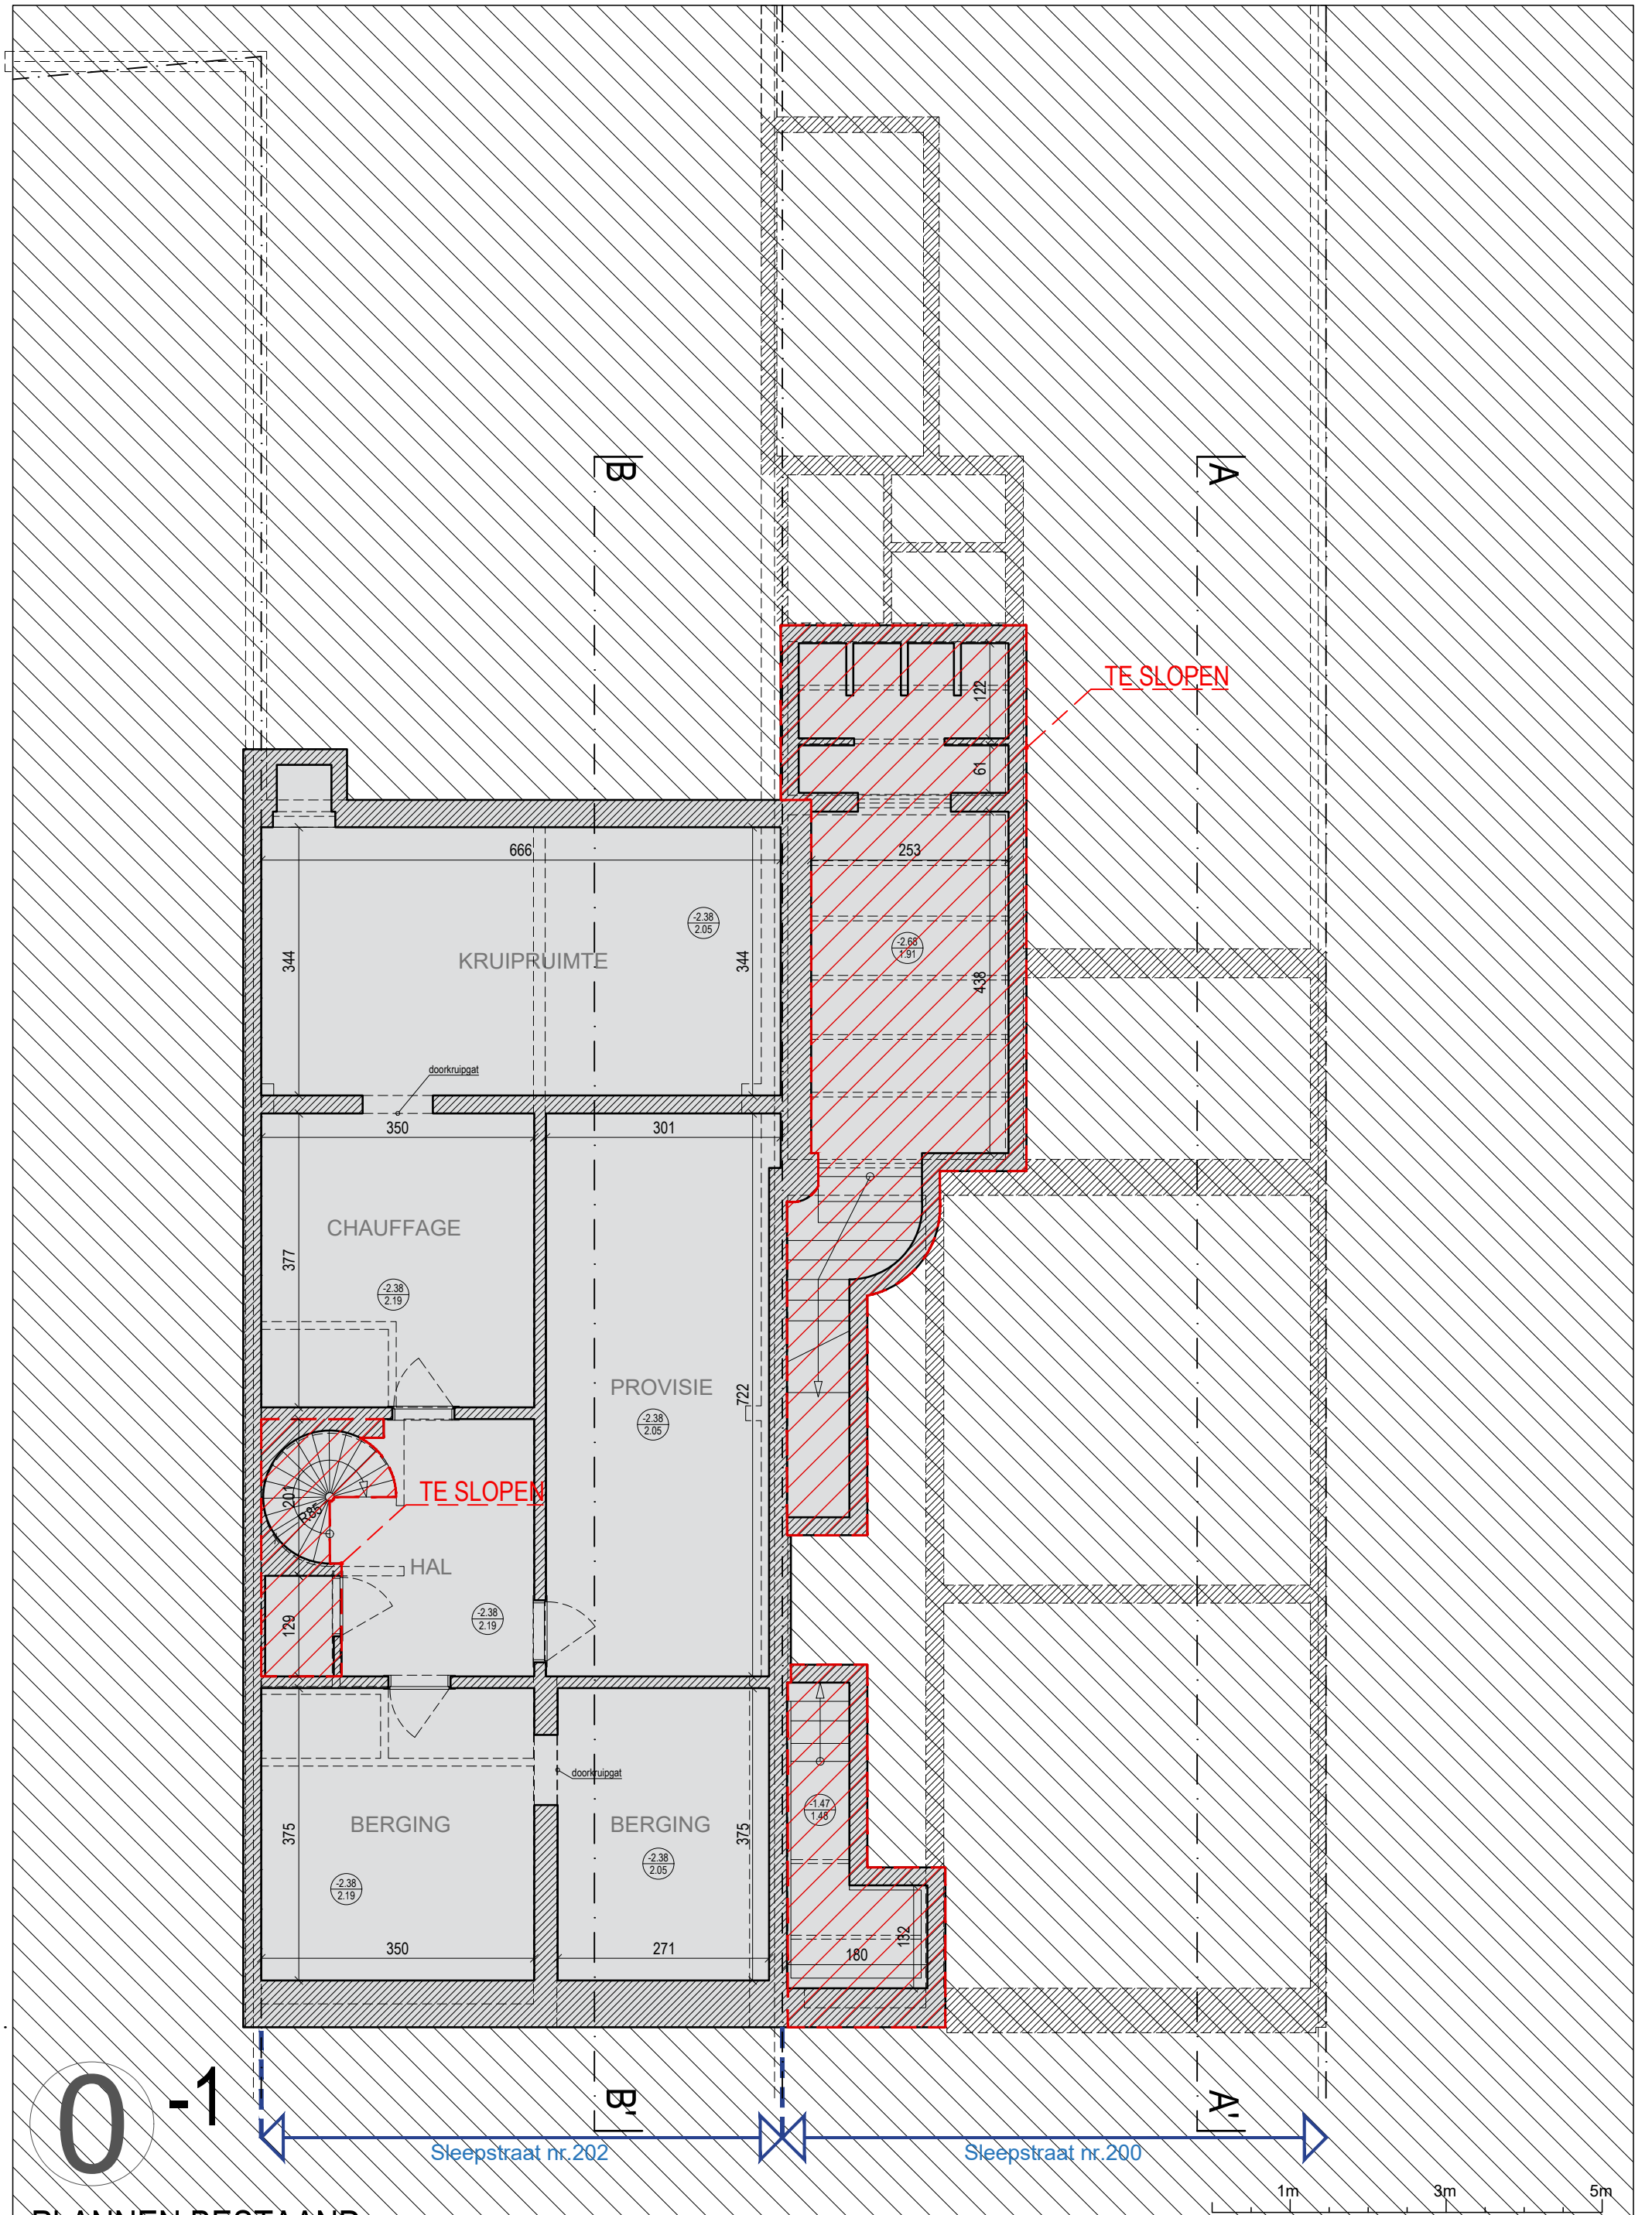 B
A
TE SLOPEN
122
61
666
253
-2.38
2.05
-2.68
1.91
344
KRUIPRUIMTE
344
438
doorkruipgat
350
301
CHAUFFAGE
377
-2.38
2.19
PROVISIE
722
-2.38
2.05
TE SLOPEN
201
R85
HAL
129
-2.38
2.19
doorkruipgat
-1.47
1.48
375
BERGING
BERGING
375
-2.38
2.05
-2.38
2.19
132
350
271
180
0
-1
B'
A'
Sleepstraat nr.202
Sleepstraat nr.200
1m
3m
5m
PLANNEN BESTAAND